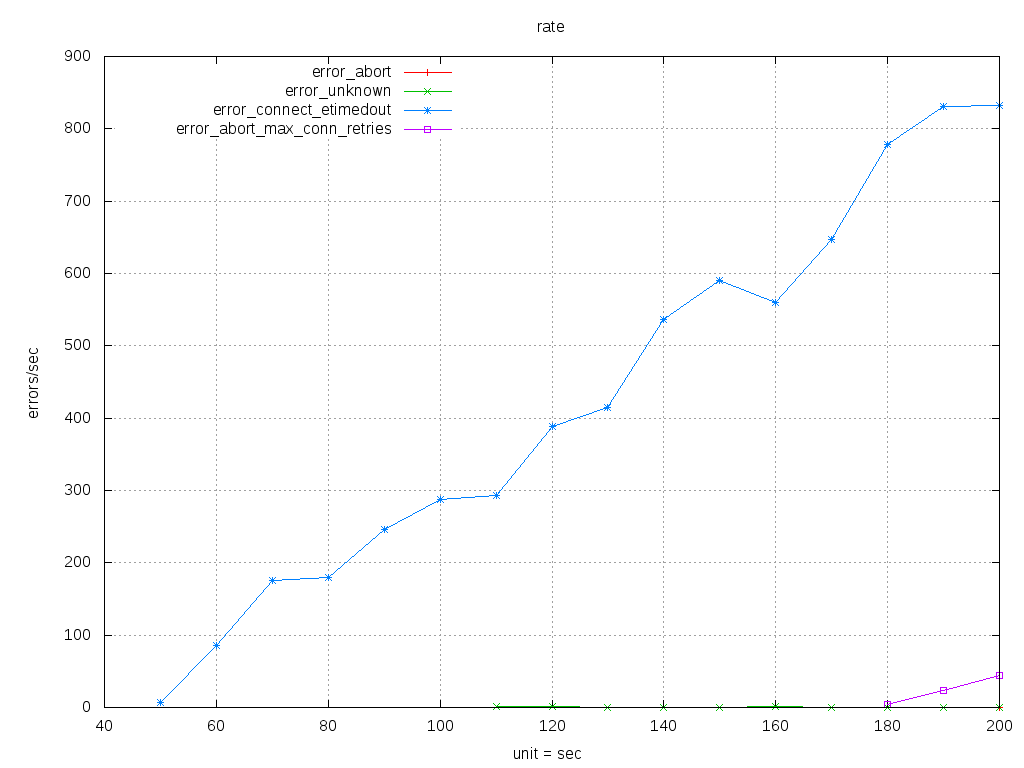 rate
900
800
700
600
500
400
300
200
100
0
errors/sec
error_abort
error_unknown
error_connect_etimedout
error_abort_max_conn_retries
40 60 80 100 120 140 160 180 200
unit = sec